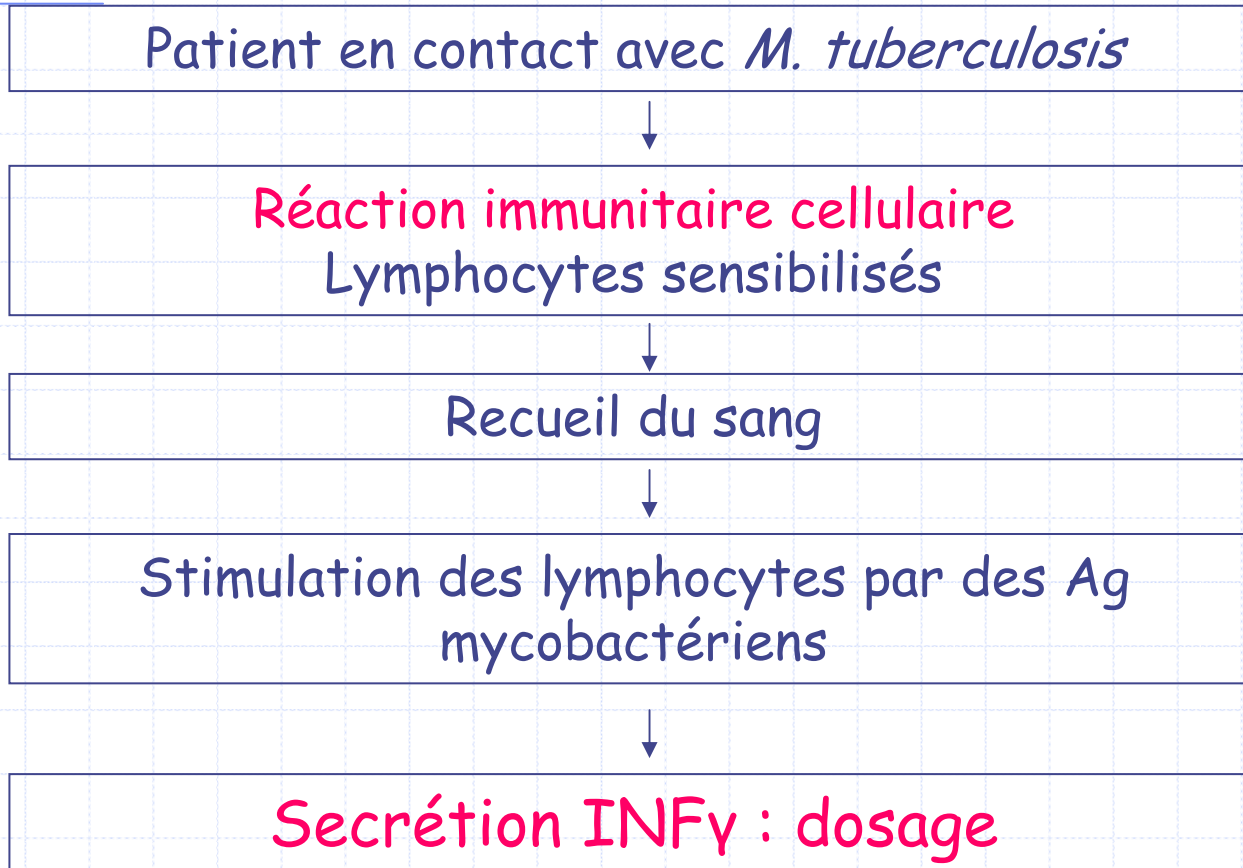 Patient en contact avec M. tuberculosis
Réaction immunitaire cellulaire
Lymphocytes sensibilisés
Recueil du sang
Stimulation des lymphocytes par des Ag
mycobactériens
Secrétion INFγ : dosage